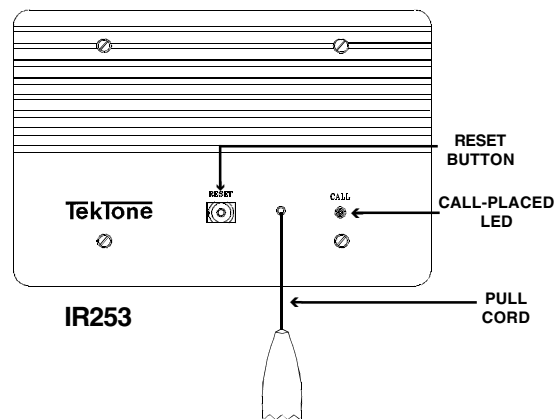 RESET
BUTTON
RESET
CALL
TekTone
CALL-PLACED
LED
IR253
PULL
CORD